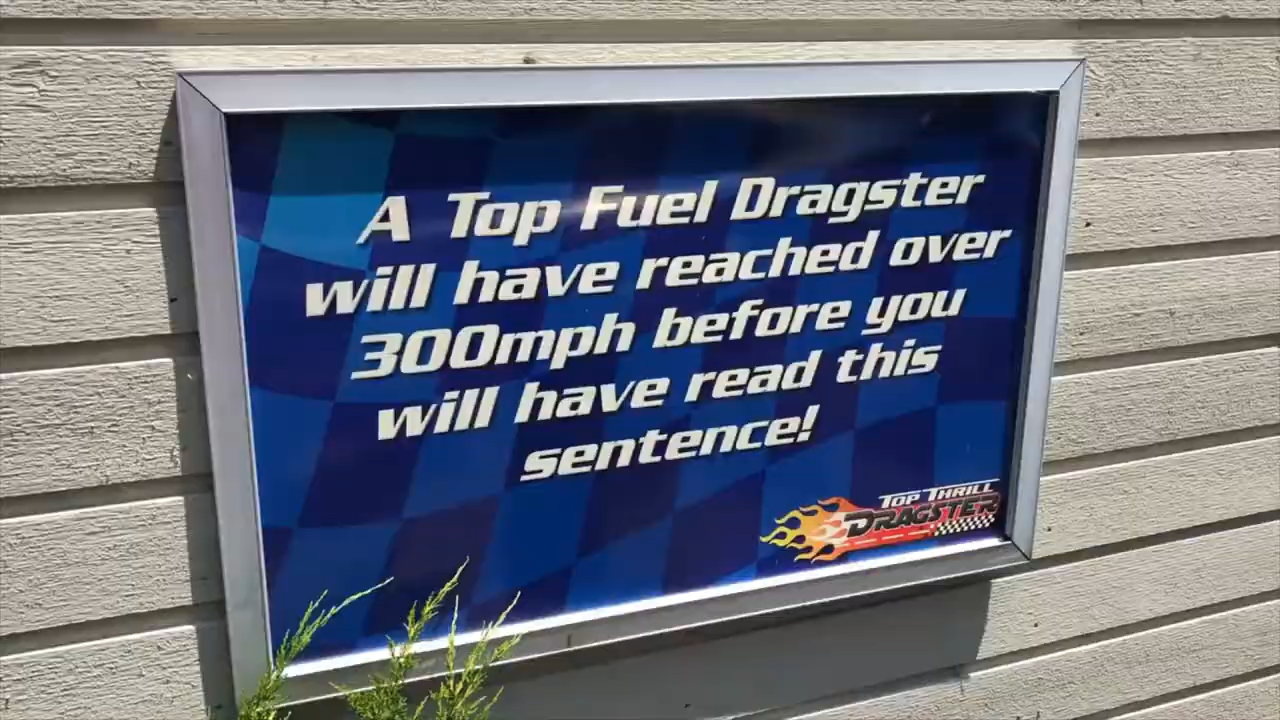 A Top Fuel Dragster
will have reached over
300mph before you
will have read this
sentence!
TOP THRILL
DRAGSTER